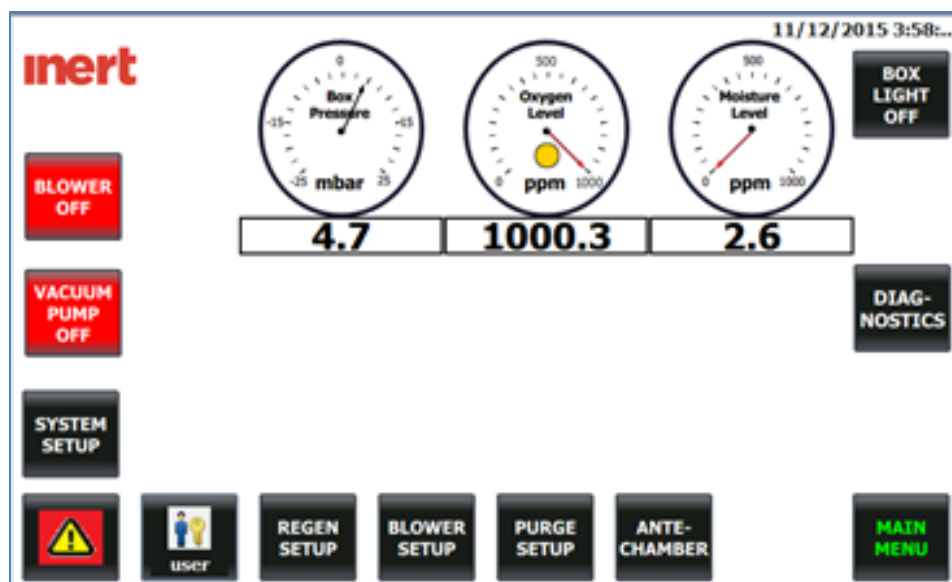 11/12/2015 3:58:..
inert
0
Box
Pressure
-15
-15
-25
mbar
25
500
Oxygen
Level
0
ppm
1000
500
Moisture
Level
0
ppm
1000
BOX
LIGHT
OFF
BLOWER
OFF
4.7
1000.3
2.6
VACUUM
PUMP
OFF
DIAG-
NOSTICS
SYSTEM
SETUP
user
REGEN
SETUP
BLOWER
SETUP
PURGE
SETUP
ANTE-
CHAMBER
MAIN
MENU